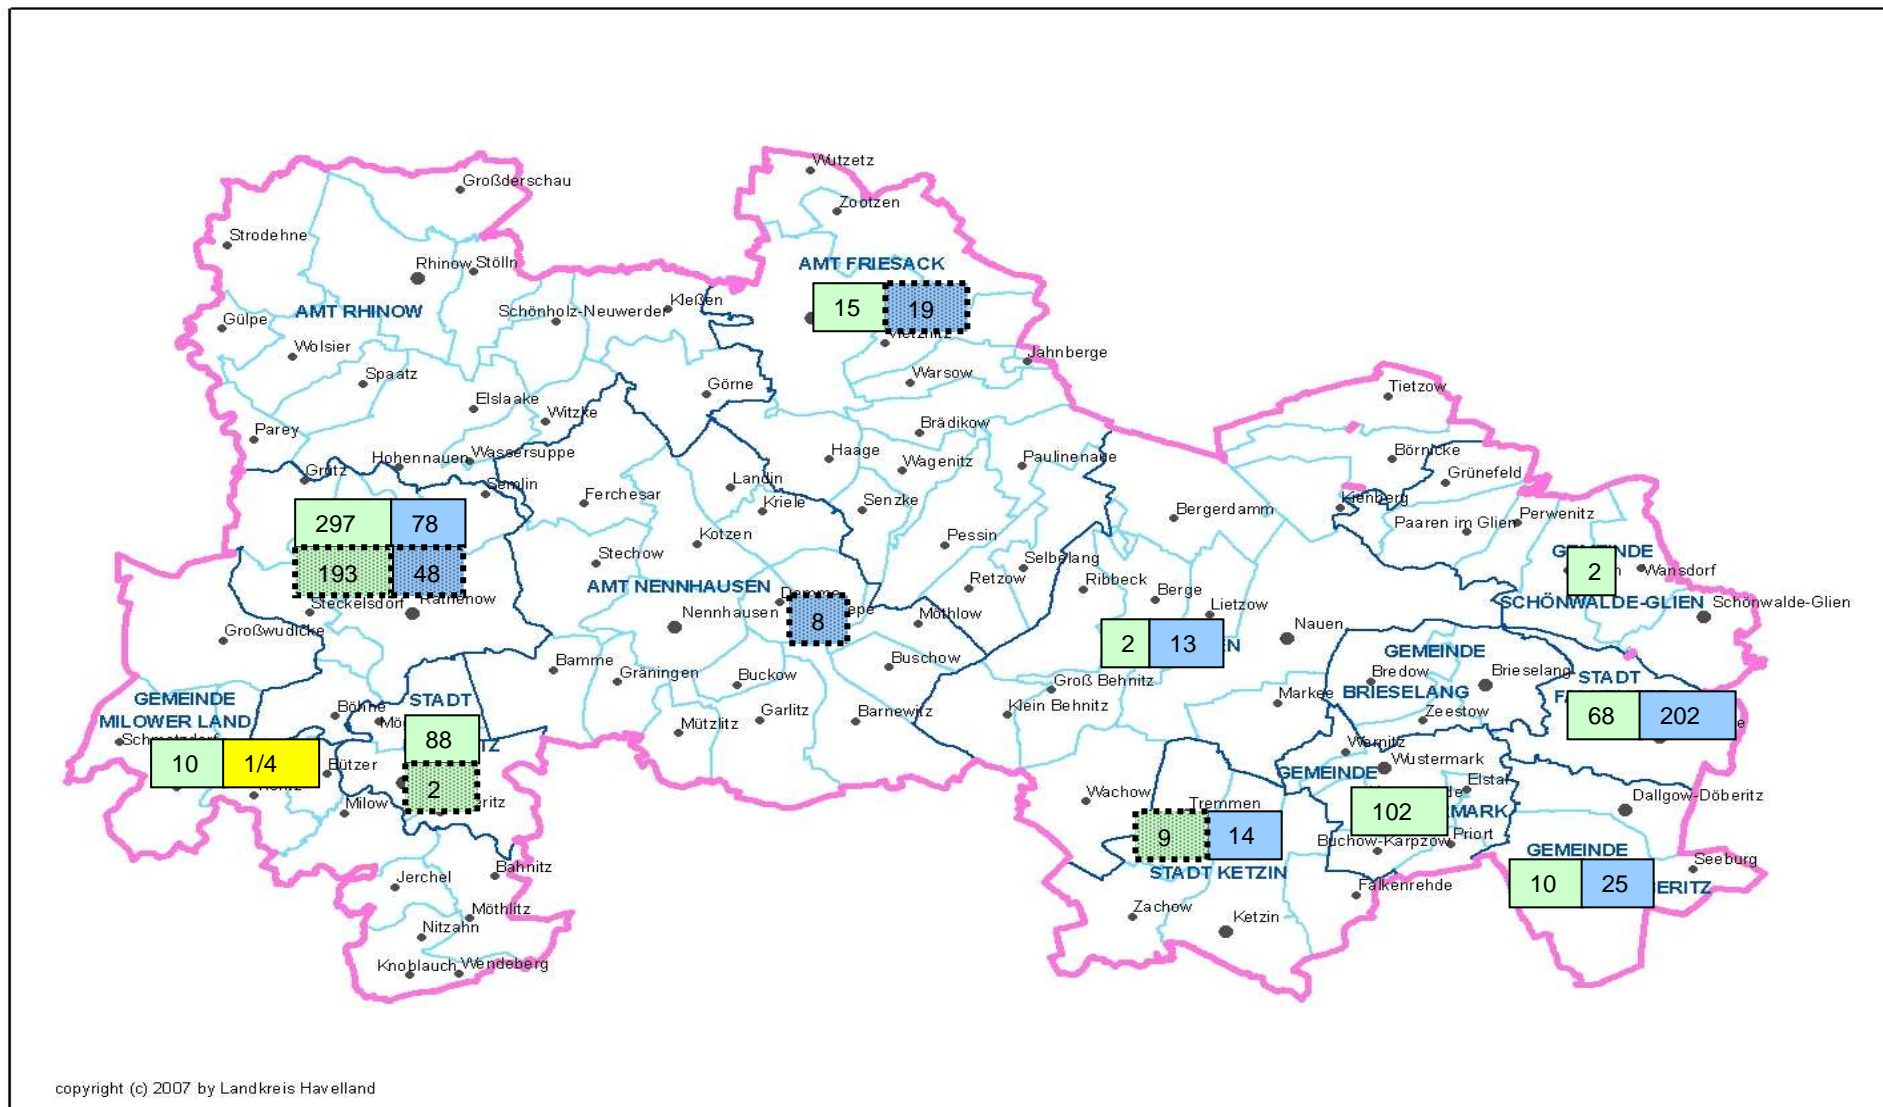 Wutzetz
Großderschau
Zootzen
Strodehne
Rhinow
Stölln
AMT FRIESACK
Kleßen
15
19
AMT RHINOW
Schönholz-Neuwerder
Gülpe
Vietznitz
Wolsier
Jahnberge
Spaatz
Warsow
Tietzow
Görne
Elslaake
Witzke
Brädikow
Parey
Haage
Wagenitz
Paulinenaue
Börnicke
Hohennauen
Wassersuppe
Grütz
Grünefeld
Semlin
Landin
Ferchesar
Kriele
Senzke
Kienberg
297
78
Bergerdamm
Paaren im Glien
Perwenitz
Kotzen
Pessin
Stechow
Selbelang
GEMEINDE
193
48
AMT NENNHAUSEN
Retzow
Ribbeck
2
Wansdorf
Damme
Berge
Steckelsdorf
Rathenow
Nennhausen
8
Möthlow
Lietzow
SCHÖNWALDE-GLIEN
Schönwalde-Glien
Großwudicke
Nauen
2
13
EN
GEMEINDE
Bamme
Gräningen
Buschow
Bredow
Brieselang
STADT
Buckow
Groß Behnitz
BRIESELANG
GEMEINDE
MILOWER LAND
STADT
Böhne
Markee
Klein Behnitz
Mützlitz
Garlitz
Barnewitz
Zeestow
68
202
88
TZ
Wernitz
10
1/4
Bützer
GEMEINDE
Wustermark
Elstal
2
Milow
Wachow
Tremmen
102
MARK
Dallgow-Döberitz
9
14
Buchow-Karpzow
Priort
GEMEINDE
Seeburg
STADT KETZIN
Bahnitz
Jerchel
Falkenrehde
10
25
ERITZ
Möthlitz
Zachow
Ketzin
Nitzahn
Knoblauch
Wendeberg
copyright (c) 2007 by Landkreis Havelland